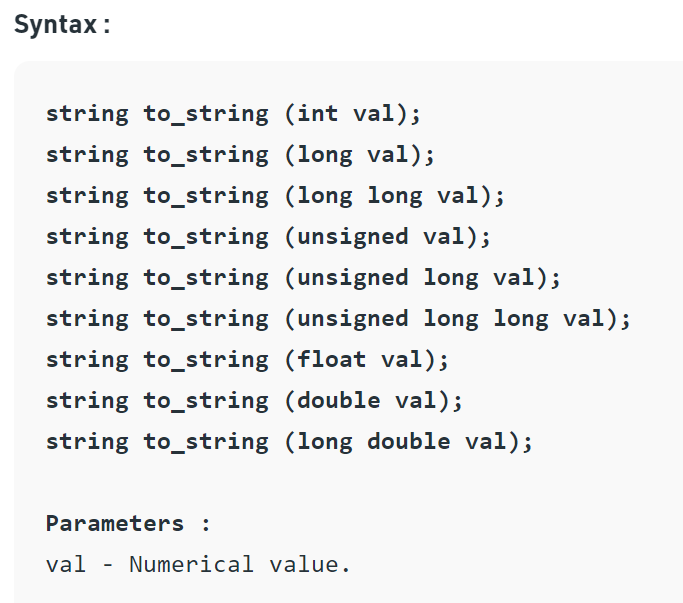 Syntax :
string to_string (int val);
string to_string (long val);
string to_string (long long val);
string to_string (unsigned val);
string to_string (unsigned long val);
string to_string (unsigned long long val);
string to_string (float val);
string to_string (double val);
string to_string (long double val);
Parameters :
val - Numerical value.